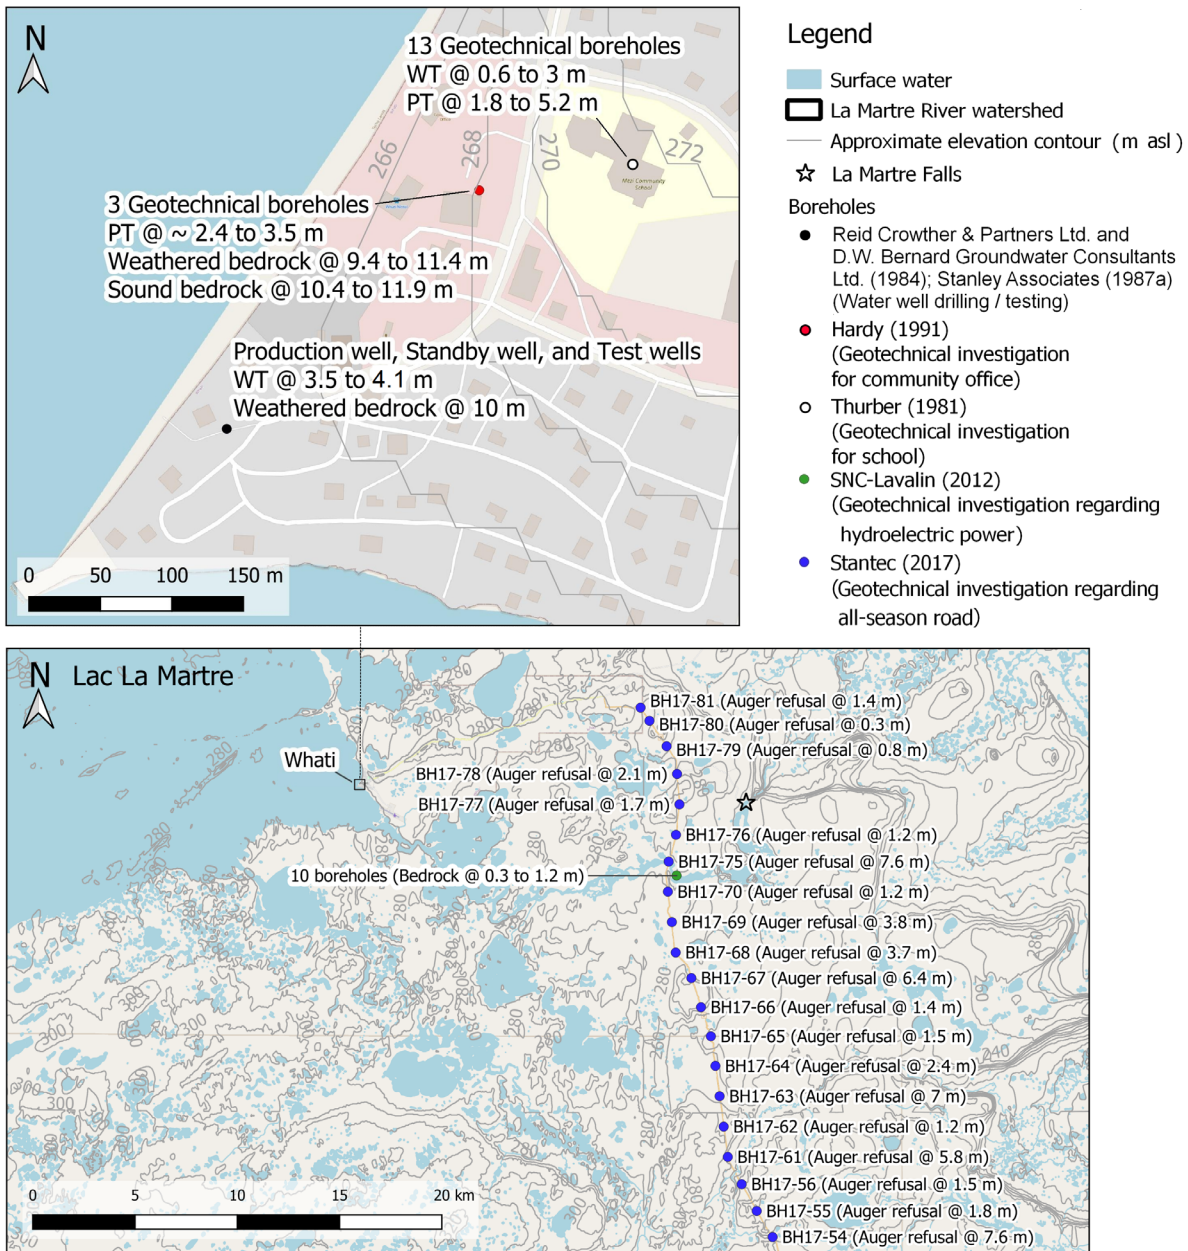 N
13 Geotechnical boreholes
WT @ 0.6 to 3 m
PT @ 1.8 to 5.2 m
266
268
270
272
Mezi Community
School
3 Geotechnical boreholes
PT @ ~ 2.4 to 3.5 m
Weathered bedrock @ 9.4 to 11.4 m
Sound bedrock @ 10.4 to 11.9 m
Production well, Standby well, and Test wells
WT @ 3.5 to 4.1 m
Weathered bedrock @ 10 m
0 50 100 150 m
Legend
Surface water
La Martre River watershed
Approximate elevation contour (m asl)
La Martre Falls
Boreholes
Reid Crowther & Partners Ltd. and
D.W. Bernard Groundwater Consultants
Ltd. (1984); Stanley Associates (1987a)
(Water well drilling / testing)
Hardy (1991)
(Geotechnical investigation
for community office)
Thurber (1981)
(Geotechnical investigation
for school)
SNC-Lavalin (2012)
(Geotechnical investigation regarding
hydroelectric power)
Stantec (2017)
(Geotechnical investigation regarding
all-season road)
N
Lac La Martre
Whati
BH17-81 (Auger refusal @ 1.4 m)
BH17-80 (Auger refusal @ 0.3 m)
BH17-79 (Auger refusal @ 0.8 m)
BH17-78 (Auger refusal @ 2.1 m)
BH17-77 (Auger refusal @ 1.7 m)
BH17-76 (Auger refusal @ 1.2 m)
BH17-75 (Auger refusal @ 7.6 m)
10 boreholes (Bedrock @ 0.3 to 1.2 m)
BH17-70 (Auger refusal @ 1.2 m)
BH17-69 (Auger refusal @ 3.8 m)
BH17-68 (Auger refusal @ 3.7 m)
BH17-67 (Auger refusal @ 6.4 m)
BH17-66 (Auger refusal @ 1.4 m)
BH17-65 (Auger refusal @ 1.5 m)
240
BH17-64 (Auger refusal @ 2.4 m)
BH17-63 (Auger refusal @ 7 m)
BH17-62 (Auger refusal @ 1.2 m)
BH17-61 (Auger refusal @ 5.8 m)
BH17-56 (Auger refusal @ 1.5 m)
BH17-55 (Auger refusal @ 1.8 m)
BH17-54 (Auger refusal @ 7.6 m)
0 5 10 15 20 km